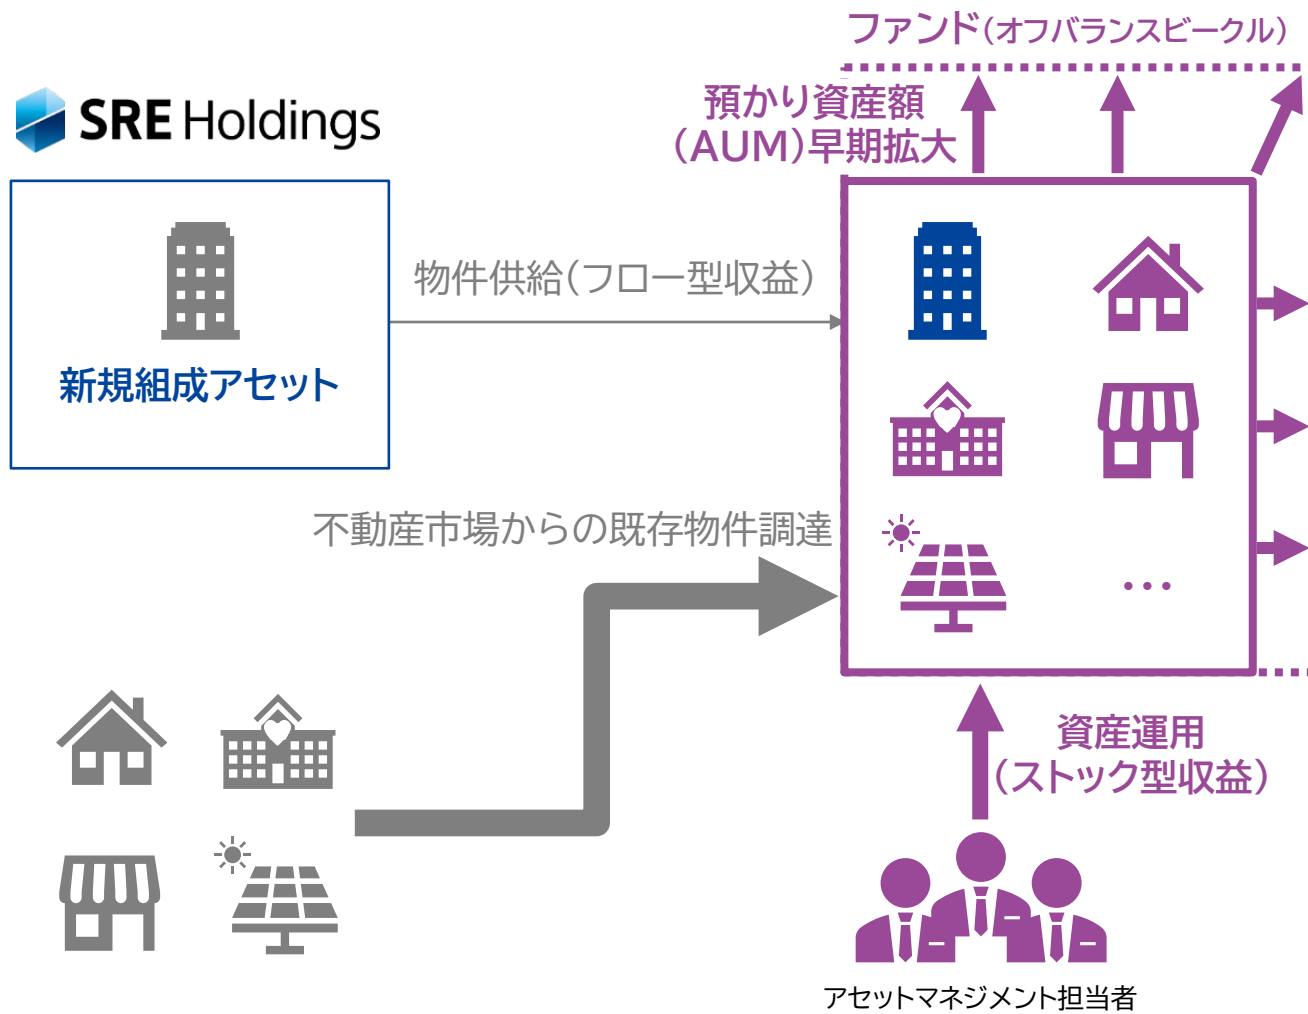 ファンド(オフバランスビークル)
SRE Holdings
預かり資産額
(AUM)早期拡大
物件供給(フロー型収益)
新規組成アセット
不動産市場からの既存物件調達
...
資産運用
(ストック型収益)
アセットマネジメント担当者